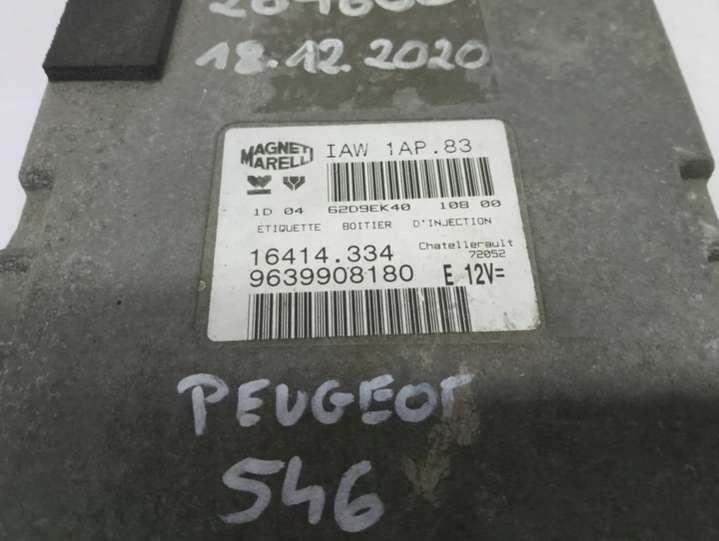 18.12.2020
MAGNETI MARELLI IAW 1AP.83
1D 04 62D9EK40 108 00
ETIQUETTE BOITIER D'INJECTION
16414.334 Chatellerault 72052
9639908180 E 12V=
PEUGEOT
546